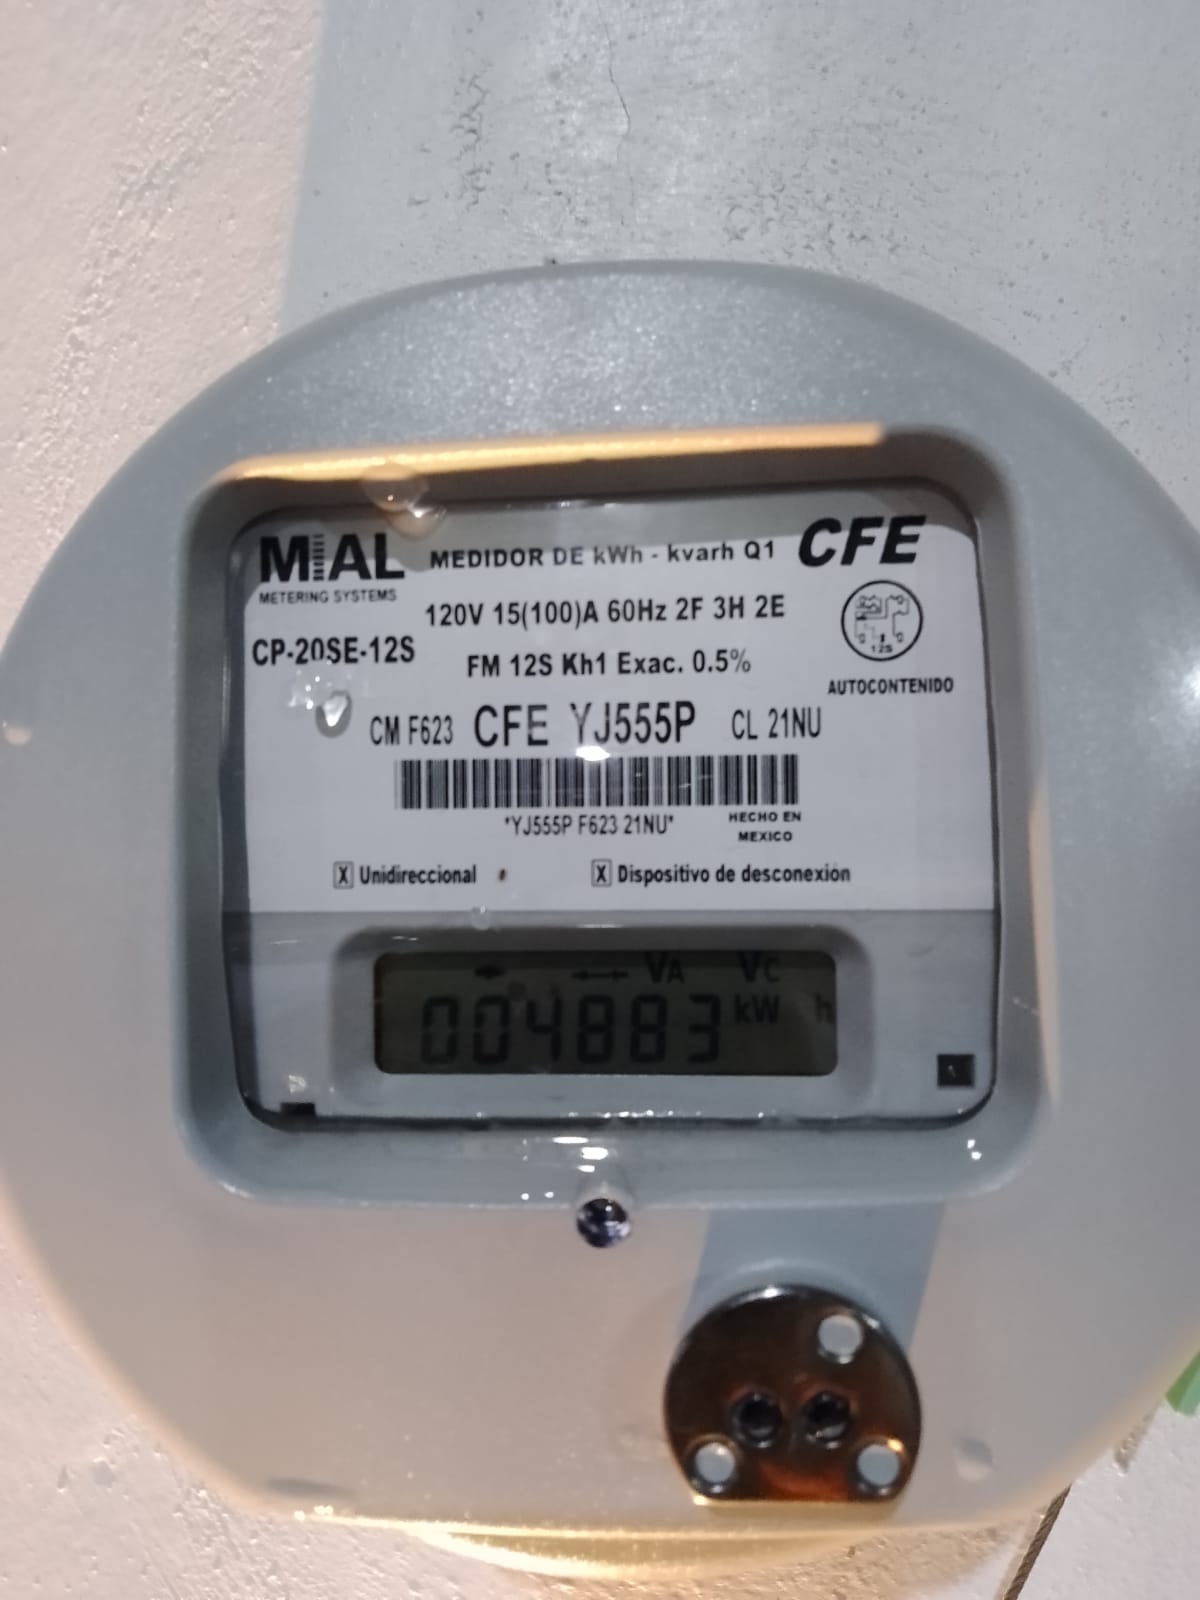 MIAL
METERING SYSTEMS
MEDIDOR DE kWh - kvarh Q1
CFE
120V 15(100)A 60Hz 2F 3H 2E
CP-20SE-12S
FM 12S Kh1 Exac. 0.5%
12S
AUTOCONTENIDO
CM F623 CFE YJ555P CL 21NU
*YJ555P F623 21NU*
HECHO EN
MEXICO
X Unidireccional
X Dispositivo de desconexión
VA VC
004883 kW h